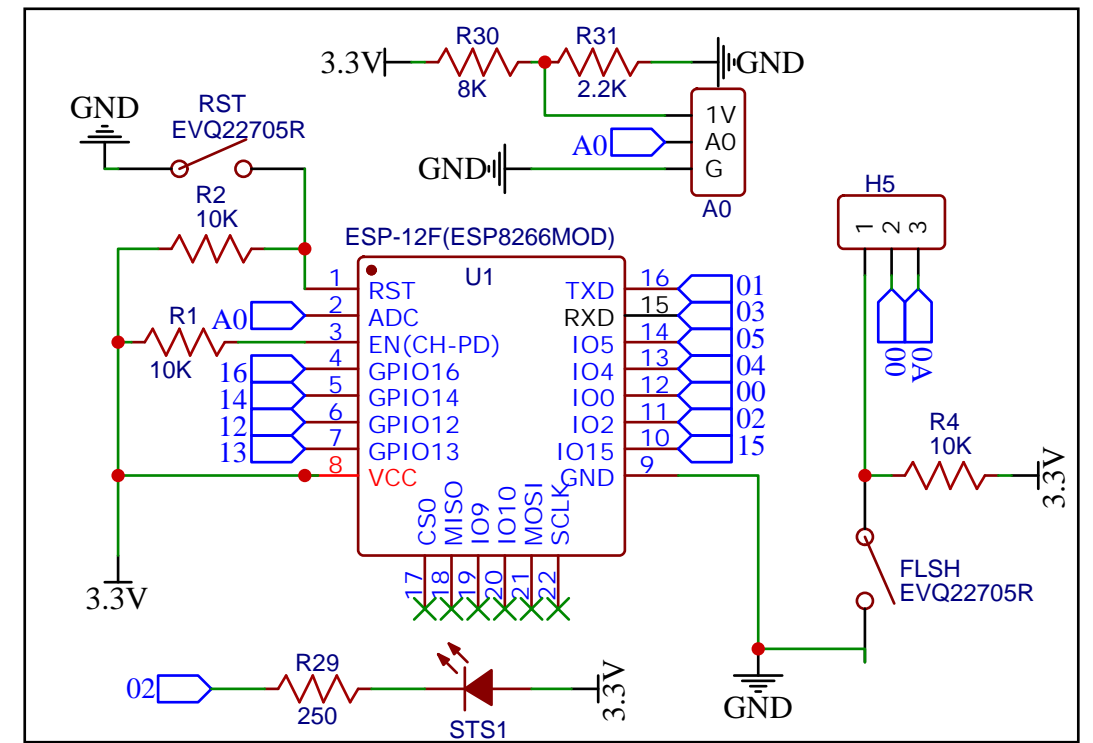 R30
R31
3.3V
GND
8K
2.2K
GND
RST
EVQ22705R
1V
A0
A0
GND
G
A0
H5
R2
10K
1 2 3
ESP-12F(ESP8266MOD)
U1
1 RST
TXD 16 01
A0 2 ADC
RXD 15 03
R1
10K
3 EN(CH-PD)
IO5 14 05
16 4 GPIO16
IO4 13 04
14 5 GPIO14
IO0 12 00
12 6 GPIO12
IO2 11 02
13 7 GPIO13
IO15 10 15
8 VCC
GND 9
00 0A
R4
10K
3.3V
CS0 MISO IO9 IO10 MOSI SCLK
17 18 19 20 21 22
3.3V
FLSH
EVQ22705R
02
R29
250
STS1
3.3V
GND